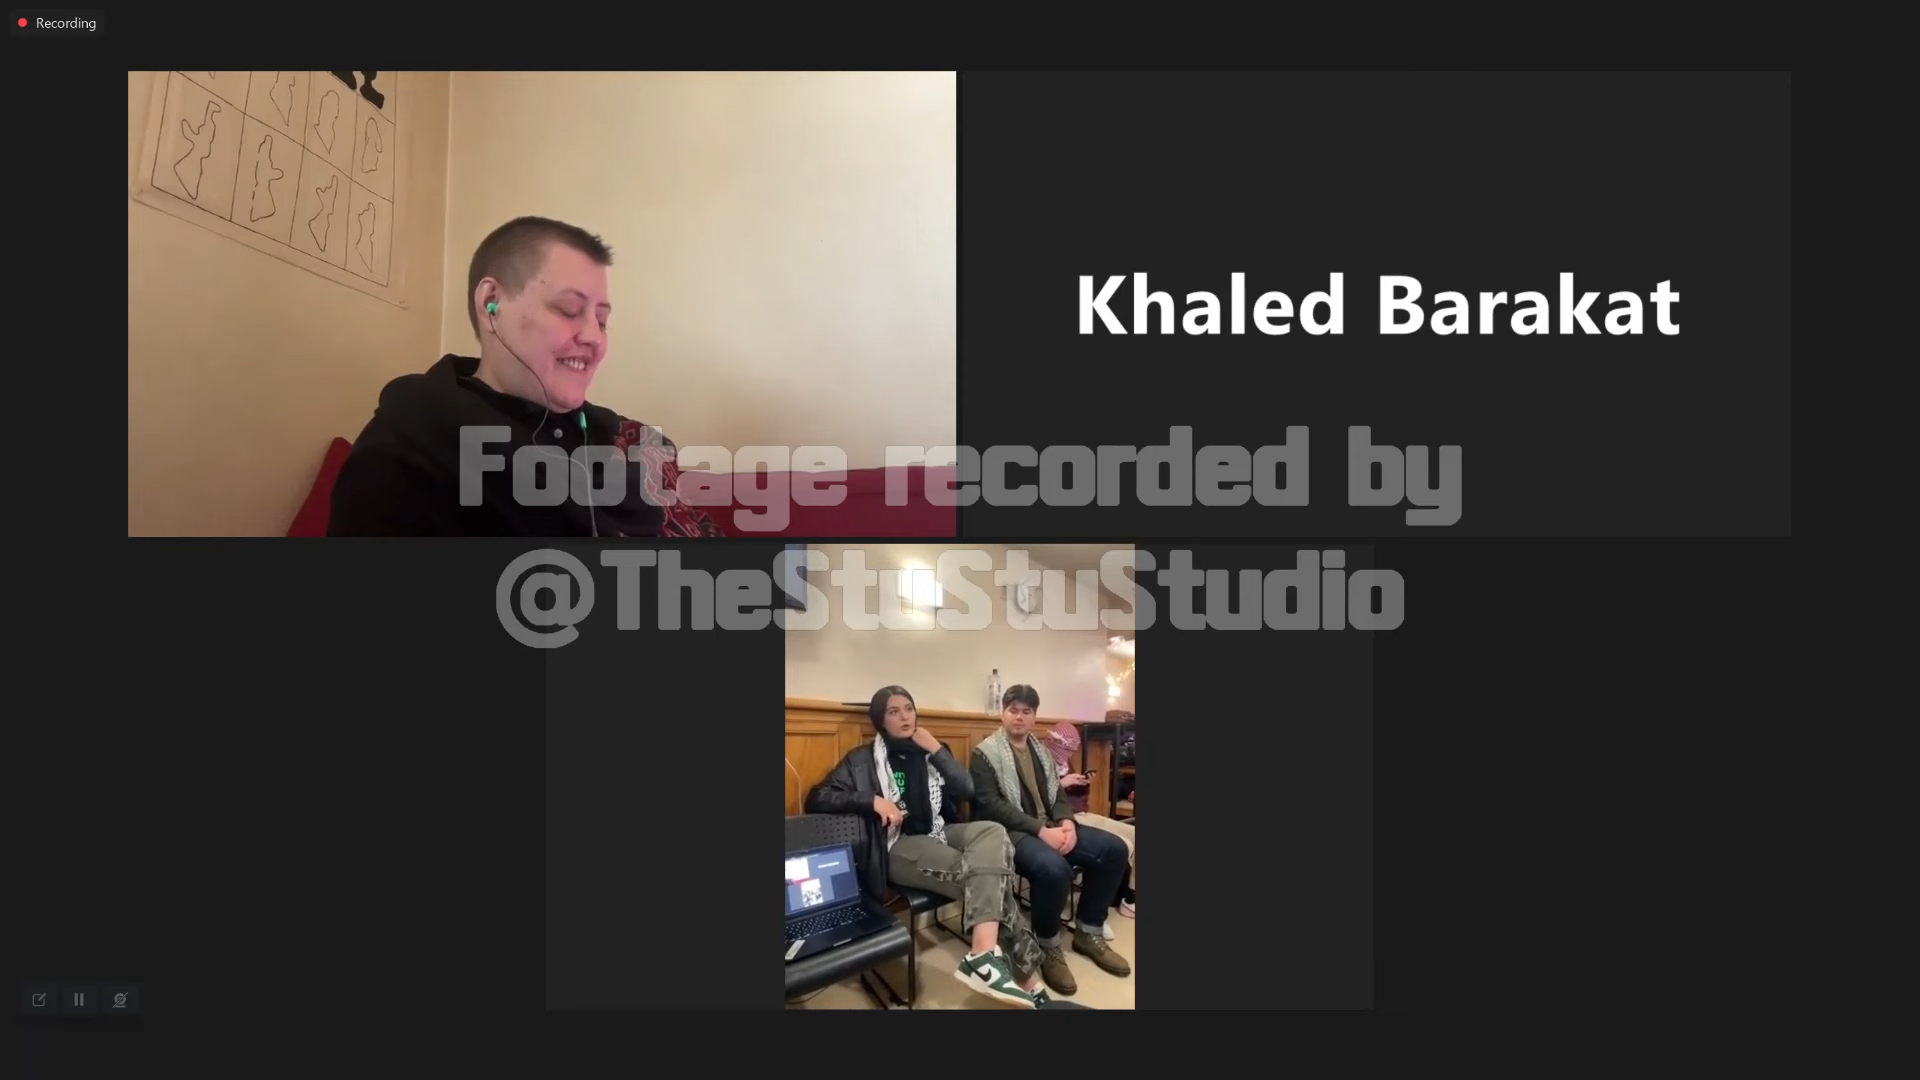 Recording
Khaled Barakat
Footage recorded by
@TheStuStuStudio